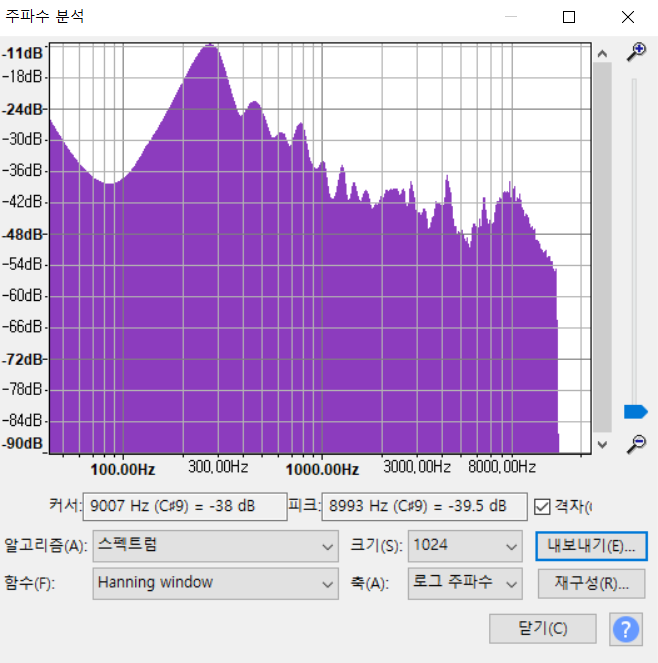 주파수 분석
-11dB
-18dB
-24dB
-30dB
-36dB
-42dB
-48dB
-54dB
-60dB
-66dB
-72dB
-78dB
-84dB
-90dB
100.00Hz 300.00Hz 1000.00Hz 3000.00Hz 8000.00Hz
커서: 9007 Hz (C#9) = -38 dB 피크: 8993 Hz (C#9) = -39.5 dB 격자(
알고리즘(A): 스펙트럼 크기(S): 1024 내보내기(E)...
함수(F): Hanning window 축(A): 로그 주파수 재구성(R)...
닫기(C) ?